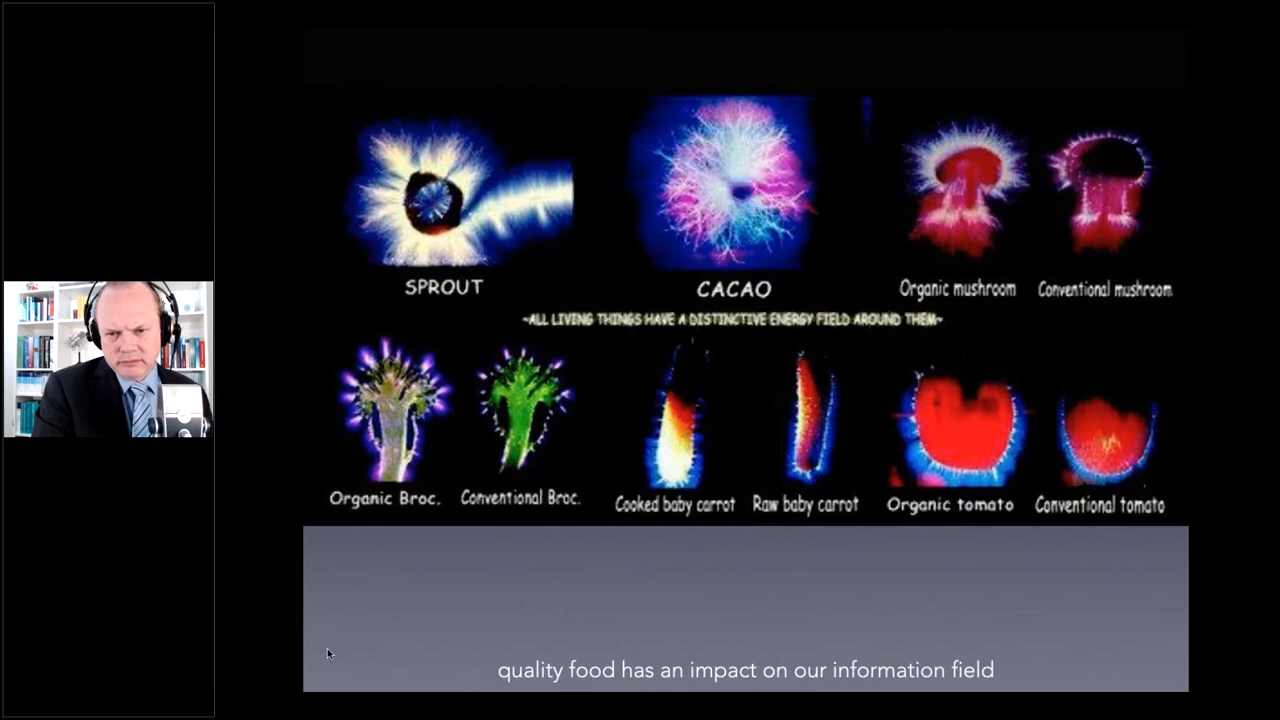 SPROUT
CACAO
Organic mushroom
Conventional mushroom
~ALL LIVING THINGS HAVE A DISTINCTIVE ENERGY FIELD AROUND THEM~
Organic Broc.
Conventional Broc.
Cooked baby carrot
Raw baby carrot
Organic tomato
Conventional tomato
quality food has an impact on our information field